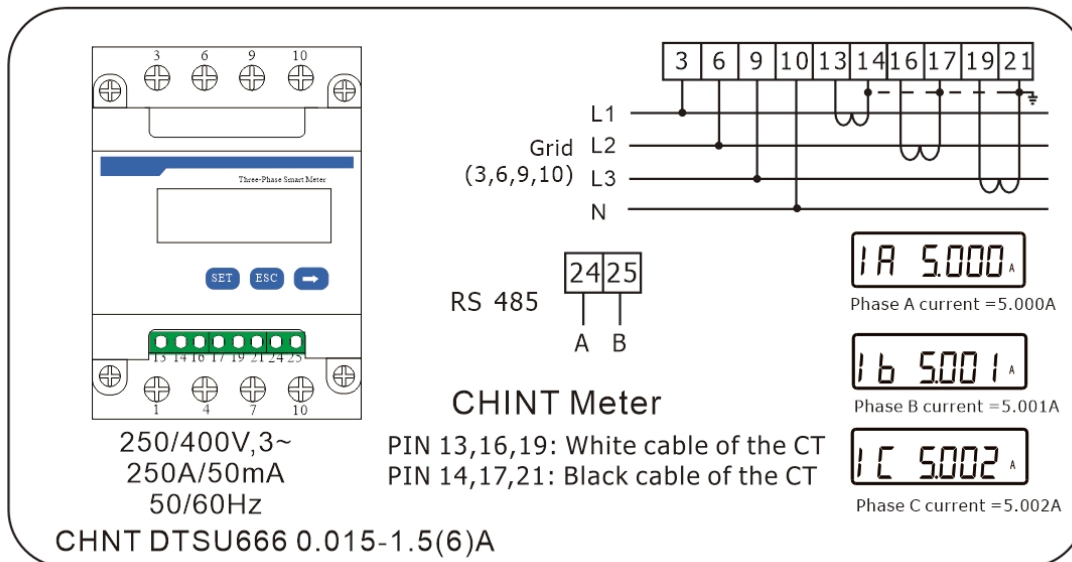 3 6 9 10
Three-Phase Smart Meter
SET ESC
13 14 16 17 19 21 24 25
1 4 7 10
250/400V,3~
250A/50mA
50/60Hz
CHNT DTSU666 0.015-1.5(6)A
3 6 9 10 13 14 16 17 19 21
L1
Grid L2
(3,6,9,10) L3
N
RS 485 24 25
A B
CHINT Meter
PIN 13,16,19: White cable of the CT
PIN 14,17,21: Black cable of the CT
IA 5.000 A
Phase A current =5.000A
Ib 5.001 A
Phase B current =5.001A
IC 5.002 A
Phase C current =5.002A